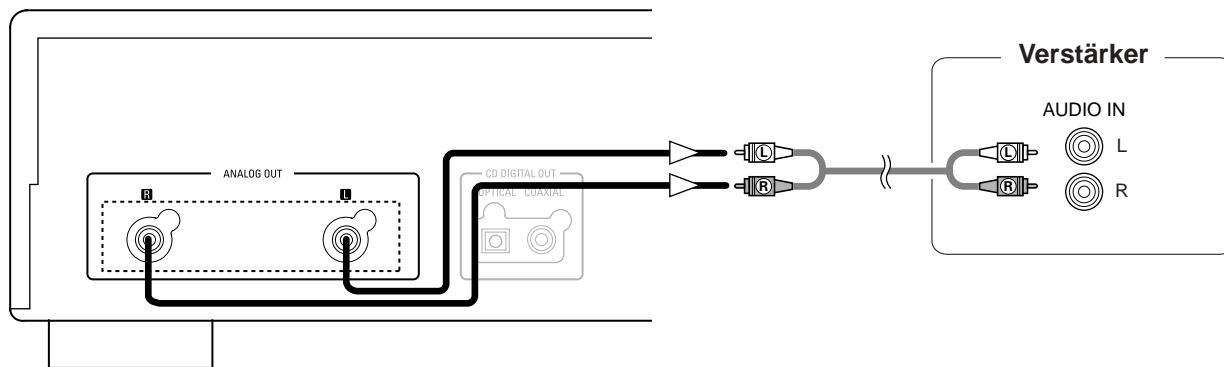 Verstärker
AUDIO IN
L
R
L
R
L
R
ANALOG OUT
R
L
CD DIGITAL OUT
OPTICAL COAXIAL